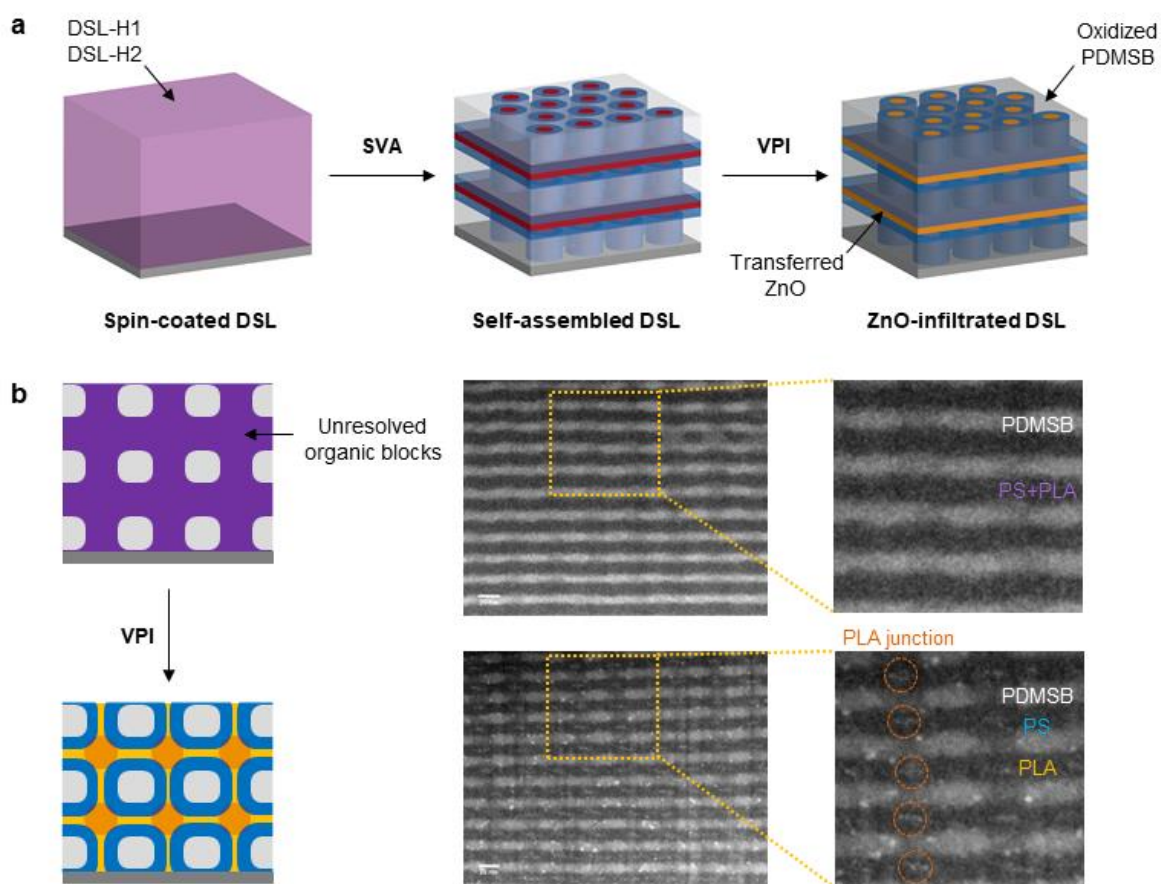 a
DSL-H1
DSL-H2
Oxidized
PDMSB
SVA
VPI
Transferred
ZnO
Spin-coated DSL
Self-assembled DSL
ZnO-infiltrated DSL
b
Unresolved
organic blocks
PDMSB
PS+PLA
VPI
PLA junction
PDMSB
PS
PLA